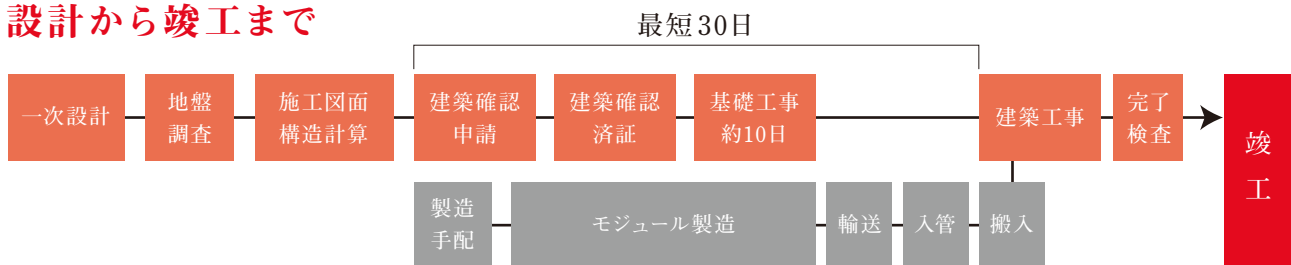 設計から竣工まで
最短30日
一次設計
地盤
調査
施工図面
構造計算
建築確認
申請
建築確認
済証
基礎工事
約10日
建築工事
完了
検査
竣
工
製造
手配
モジュール製造
輸送
入管
搬入